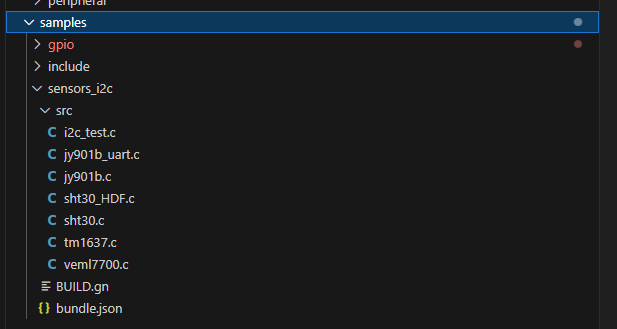 peripheral
samples
gpio
include
sensors_i2c
src
C i2c_test.c
C jy901b_uart.c
C jy901b.c
C sht30_HDF.c
C sht30.c
C tm1637.c
C veml7700.c
BUILD.gn
{} bundle.json